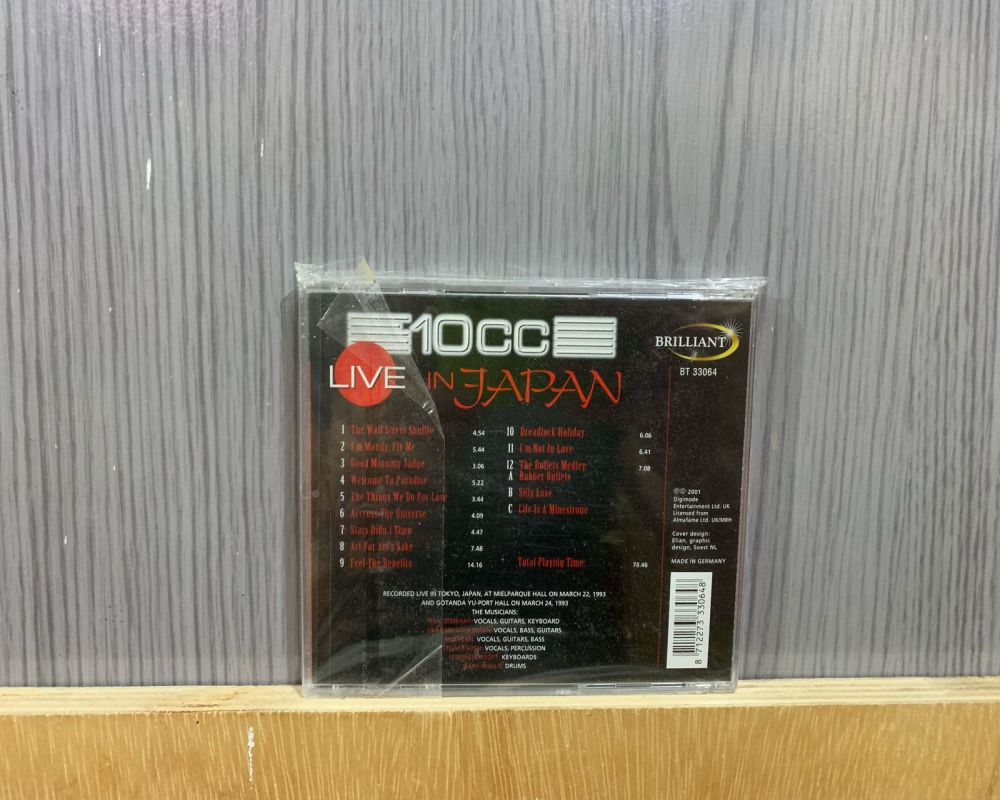 10CC
LIVE IN JAPAN
BRILLIANT
BT 33064
1 The Wall Street Shuffle 4.54
2 I'm Mandy, Fly Me 5.44
3 Good Morning Judge 3.06
4 Welcome To Paradise 5.22
5 The Things We Do For Love 3.44
6 Across The Universe 4.09
7 Stars Didn't Show 4.47
8 Art For Art's Sake 7.48
9 Feel The Benefits 14.16
10 Dreadlock Holiday 6.06
11 I'm Not In Love 6.41
12 The Bullets Medley: 7.08
A Rubber Bullets
B Silly Love
C Life Is A Minestrone
Total Playing Time: 78.46
RECORDED LIVE IN TOKYO, JAPAN, AT MIELPARQUE HALL ON MARCH 22, 1993
AND GOTANDA YU-PORT HALL ON MARCH 24, 1993
THE MUSICIANS:
ERIC STEWART: VOCALS, GUITARS, KEYBOARD
GRAHAM GOULDMAN: VOCALS, BASS, GUITARS
VOCALS, GUITARS, BASS
VOCALS, PERCUSSION
KEYBOARDS
GARY WALLIS: DRUMS
℗© 2001
Digimode
Entertainment Ltd. UK
Licensed from
Almafame Ltd. UK/MBH
Cover design:
Elian, graphic
design, Soest NL
MADE IN GERMANY
8 712273 330648